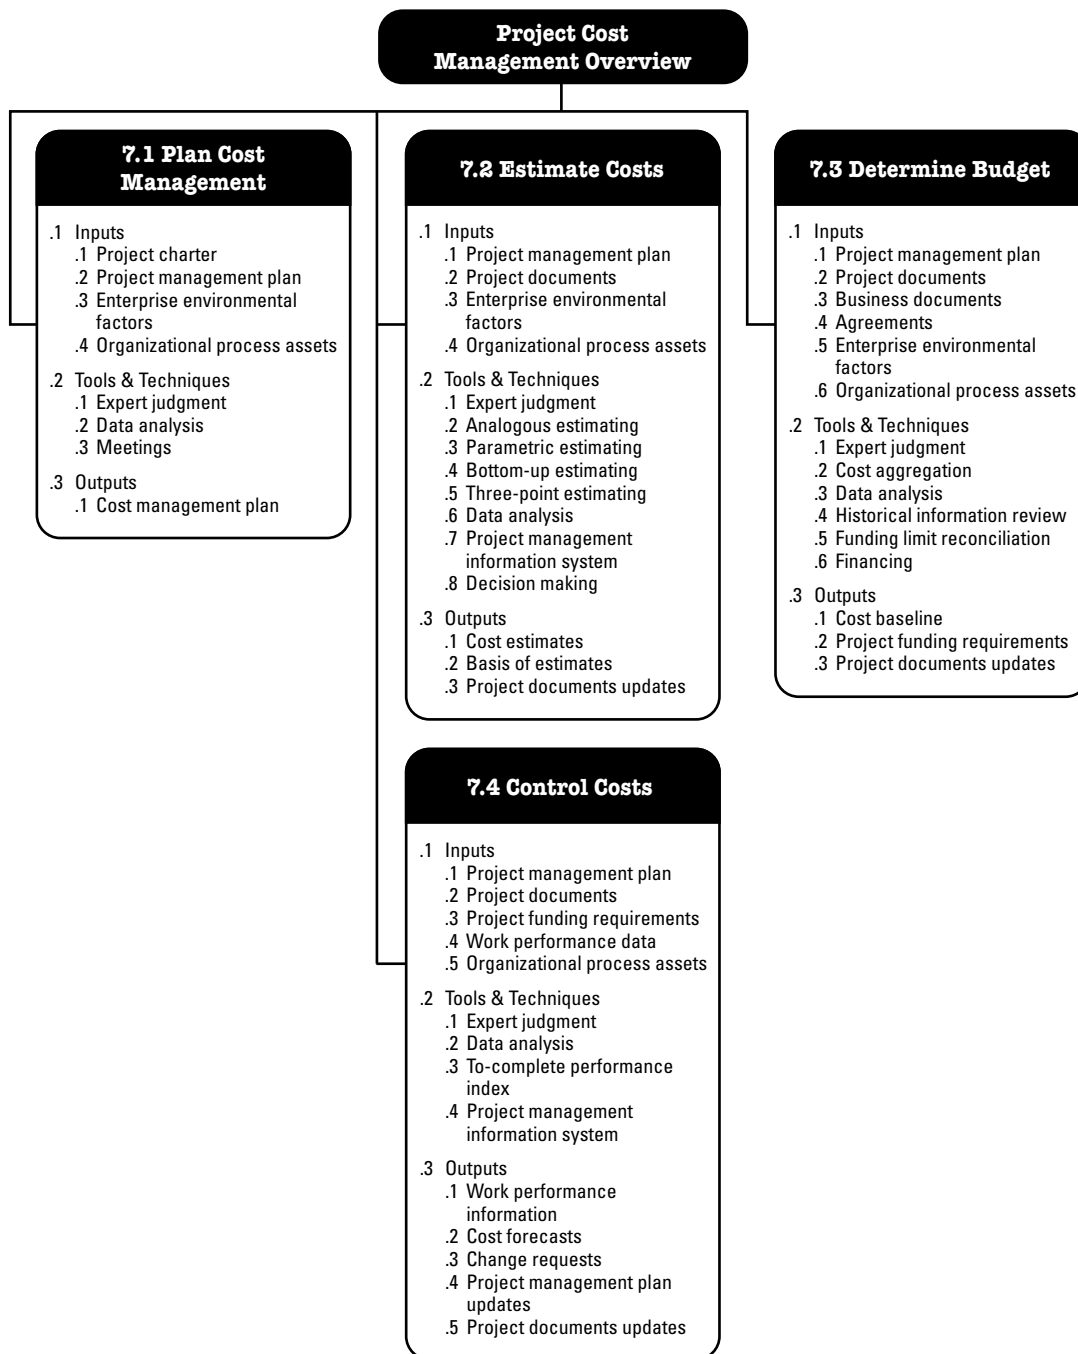 Project Cost
Management Overview
7.1 Plan Cost
Management
.1 Inputs
.1 Project charter
.2 Project management plan
.3 Enterprise environmental
factors
.4 Organizational process assets
.2 Tools & Techniques
.1 Expert judgment
.2 Data analysis
.3 Meetings
.3 Outputs
.1 Cost management plan
7.2 Estimate Costs
.1 Inputs
.1 Project management plan
.2 Project documents
.3 Enterprise environmental
factors
.4 Organizational process assets
.2 Tools & Techniques
.1 Expert judgment
.2 Analogous estimating
.3 Parametric estimating
.4 Bottom-up estimating
.5 Three-point estimating
.6 Data analysis
.7 Project management
information system
.8 Decision making
.3 Outputs
.1 Cost estimates
.2 Basis of estimates
.3 Project documents updates
7.3 Determine Budget
.1 Inputs
.1 Project management plan
.2 Project documents
.3 Business documents
.4 Agreements
.5 Enterprise environmental
factors
.6 Organizational process assets
.2 Tools & Techniques
.1 Expert judgment
.2 Cost aggregation
.3 Data analysis
.4 Historical information review
.5 Funding limit reconciliation
.6 Financing
.3 Outputs
.1 Cost baseline
.2 Project funding requirements
.3 Project documents updates
7.4 Control Costs
.1 Inputs
.1 Project management plan
.2 Project documents
.3 Project funding requirements
.4 Work performance data
.5 Organizational process assets
.2 Tools & Techniques
.1 Expert judgment
.2 Data analysis
.3 To-complete performance
index
.4 Project management
information system
.3 Outputs
.1 Work performance
information
.2 Cost forecasts
.3 Change requests
.4 Project management plan
updates
.5 Project documents updates